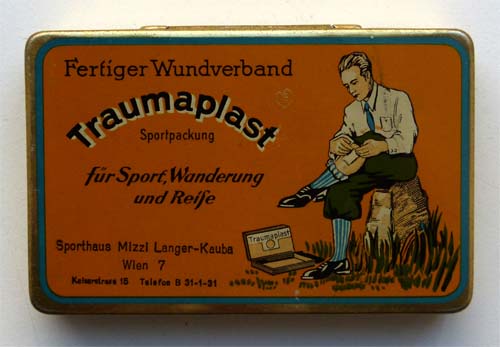 Fertiger Wundverband
Traumaplast
Sportpackung
für Sport, Wanderung
und Reise
Traumaplast
Sporthaus Mizzi Langer-Kauba
Wien 7
Kaiserstrasse 15 Telefon B 31-1-31